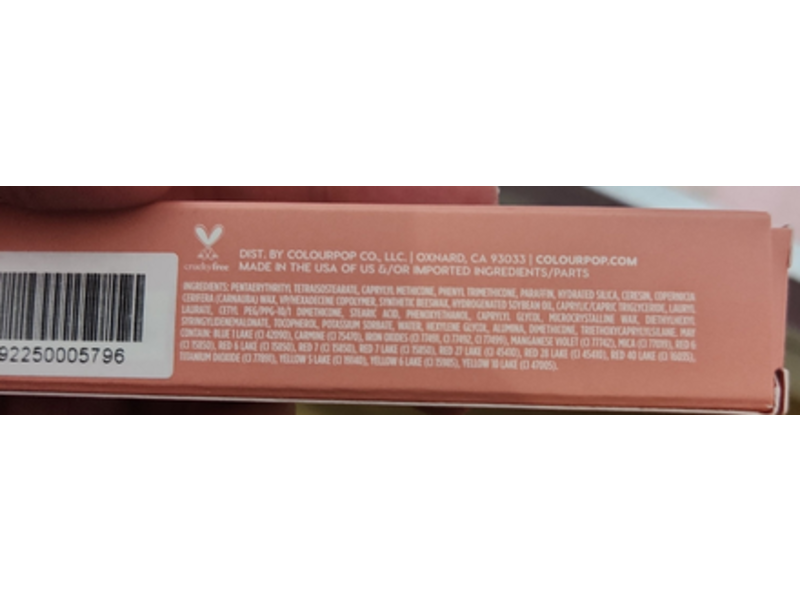 crueltyfree
DIST. BY COLOURPOP CO., LLC. | OXNARD, CA 93033 | COLOURPOP.COM
MADE IN THE USA OF US &/OR IMPORTED INGREDIENTS/PARTS
INGREDIENTS: PENTAERYTHRITYL TETRAISOSTEARATE, CAPRYLYL METHICONE, PHENYL TRIMETHICONE, PARAFFIN, HYDRATED SILICA, CERESIN, COPERNICIA
CERIFERA (CARNAUBA) WAX, VP/HEXADECENE COPOLYMER, SYNTHETIC BEESWAX, HYDROGENATED SOYBEAN OIL, CAPRYLIC/CAPRIC TRIGLYCERIDE, LAURYL
LAURATE, CETYL PEG/PPG-10/1 DIMETHICONE, STEARIC ACID, PHENOXYETHANOL, CAPRYLYL GLYCOL, MICROCRYSTALLINE WAX, DIETHYLHEXYL
SYRINGYLIDENEMALONATE, TOCOPHEROL, POTASSIUM SORBATE, WATER, HEXYLENE GLYCOL, ALUMINA, DIMETHICONE, TRIETHOXYCAPRYLYLSILANE. MAY
CONTAIN: BLUE 1 LAKE (CI 42090), CARMINE (CI 75470), IRON OXIDES (CI 77491, CI 77492, CI 77499), MANGANESE VIOLET (CI 77742), MICA (CI 77019), RED 6
(CI 15850), RED 6 LAKE (CI 15850), RED 7 (CI 15850), RED 7 LAKE (CI 15850), RED 27 LAKE (CI 45410), RED 28 LAKE (CI 45410), RED 40 LAKE (CI 16035),
TITANIUM DIOXIDE (CI 77891), YELLOW 5 LAKE (CI 19140), YELLOW 6 LAKE (CI 15985), YELLOW 10 LAKE (CI 47005).
92250005796